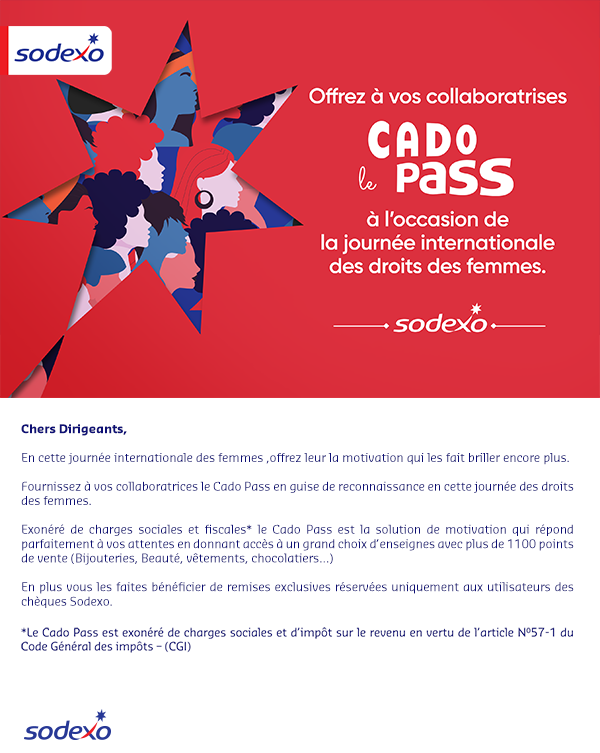 sodexo
Offrez à vos collaboratrises
CADO
le PASS
à l'occasion de
la journée internationale
des droits des femmes.
sodexo
Chers Dirigeants,
En cette journée internationale des femmes ,offrez leur la motivation qui les fait briller encore plus.
Fournissez à vos collaboratrices le Cado Pass en guise de reconnaissance en cette journée des droits
des femmes.
Exonéré de charges sociales et fiscales* le Cado Pass est la solution de motivation qui répond
parfaitement à vos attentes en donnant accès à un grand choix d'enseignes avec plus de 1100 points
de vente (Bijouteries, Beauté, vêtements, chocolatiers...)
En plus vous les faites bénéficier de remises exclusives réservées uniquement aux utilisateurs des
chèques Sodexo.
*Le Cado Pass est exonéré de charges sociales et d'impôt sur le revenu en vertu de l'article Nº57-1 du
Code Général des impôts – (CGI)
sodexo